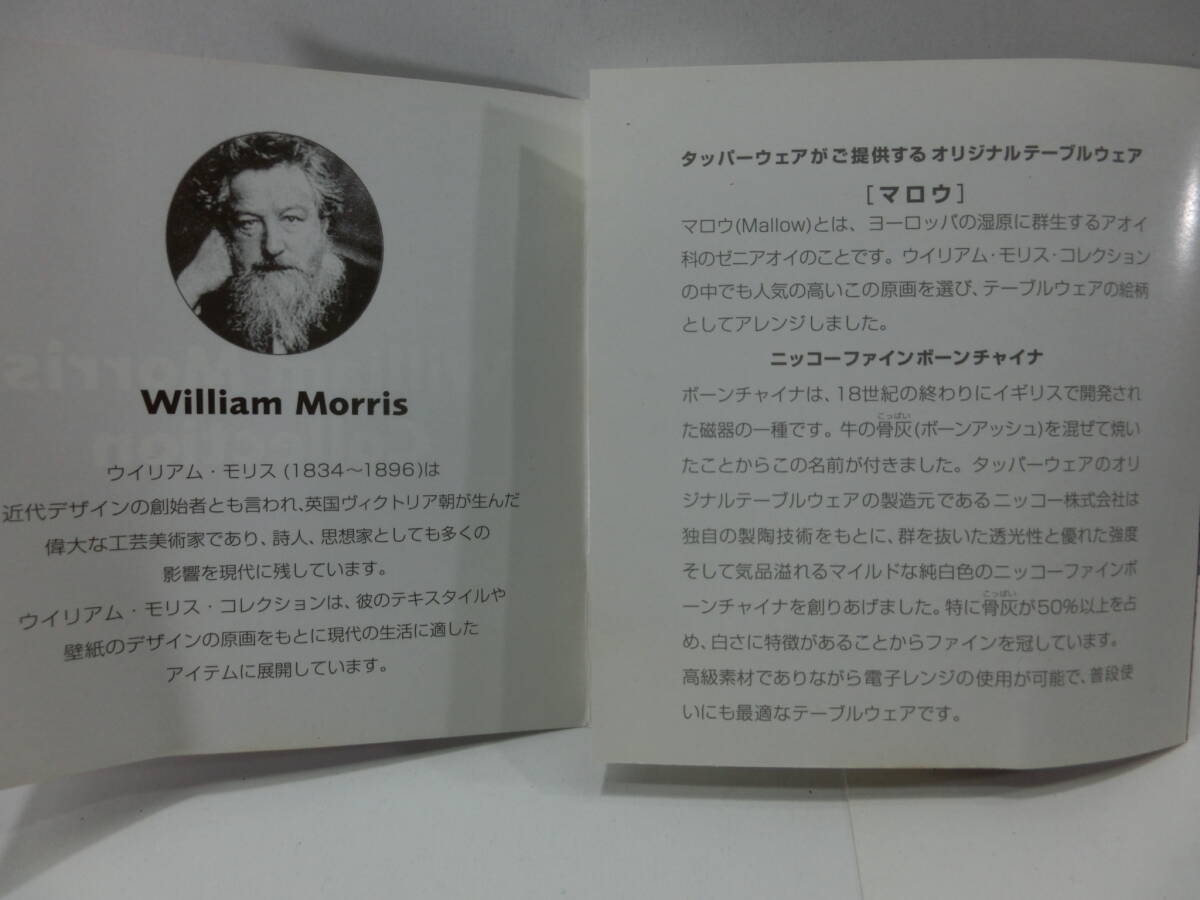 William Morris
ウイリアム・モリス(1834〜1896)は
近代デザインの創始者とも言われ、英国ヴィクトリア朝が生んだ
偉大な工芸美術家であり、詩人、思想家としても多くの
影響を現代に残しています。
ウイリアム・モリス・コレクションは、彼のテキスタイルや
壁紙のデザインの原画をもとに現代の生活に適した
アイテムに展開しています。
タッパーウェアがご提供するオリジナルテーブルウェア
[マロウ]
マロウ(Mallow)とは、ヨーロッパの湿原に群生するアオイ
科のゼニアオイのことです。ウイリアム・モリス・コレクション
の中でも人気の高いこの原画を選び、テーブルウェアの絵柄
としてアレンジしました。
ニッコーファインボーンチャイナ
ボーンチャイナは、18世紀の終わりにイギリスで開発され
こっぱい
た磁器の一種です。牛の骨灰(ボーンアッシュ)を混ぜて焼い
たことからこの名前が付きました。タッパーウェアのオリ
ジナルテーブルウェアの製造元であるニッコー株式会社は
独自の製陶技術をもとに、群を抜いた透光性と優れた強度
そして気品溢れるマイルドな純白色のニッコーファインボ
こっぱい
ーンチャイナを創りあげました。特に骨灰が50%以上を占
め、白さに特徴があることからファインを冠しています。
高級素材でありながら電子レンジの使用が可能で、普段使
いにも最適なテーブルウェアです。